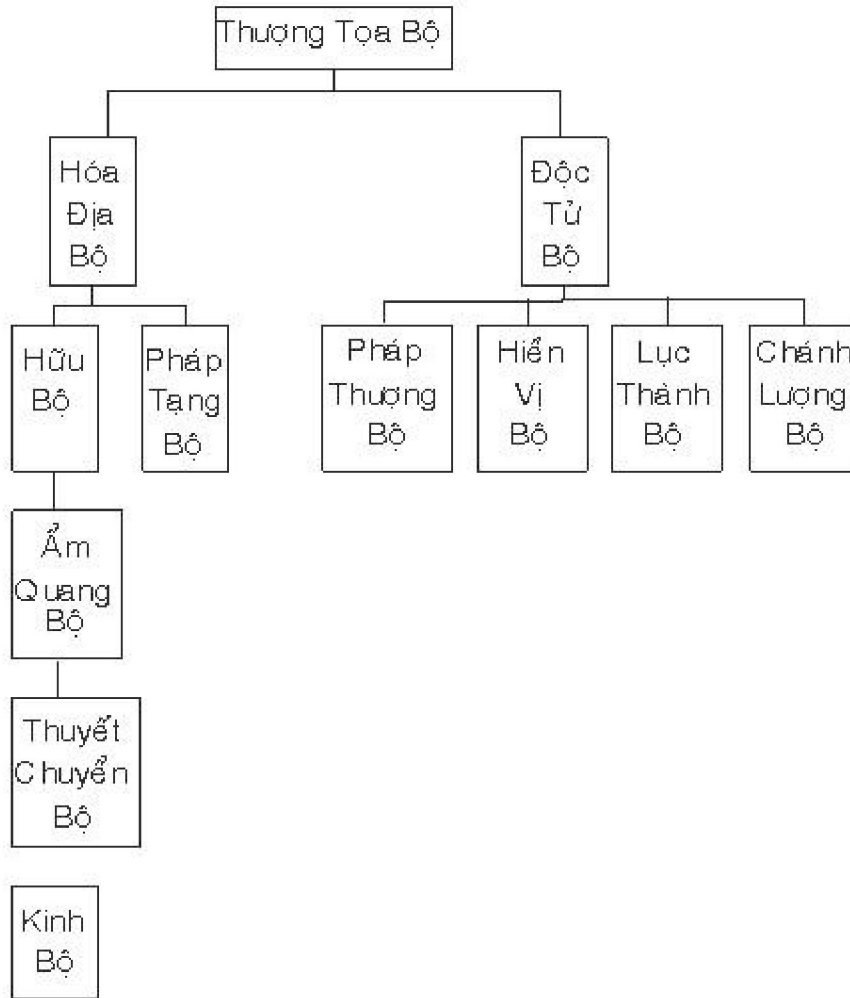 Thượng Tọa Bộ
Hóa
Địa
Bộ
Độc
Tử
Bộ
Hữu
Bộ
Pháp
Tạng
Bộ
Pháp
Thượng
Bộ
Hiển
Vị
Bộ
Lục
Thành
Bộ
Chánh
Lượng
Bộ
Ẩm
Quang
Bộ
Thuyết
Chuyển
Bộ
Kinh
Bộ